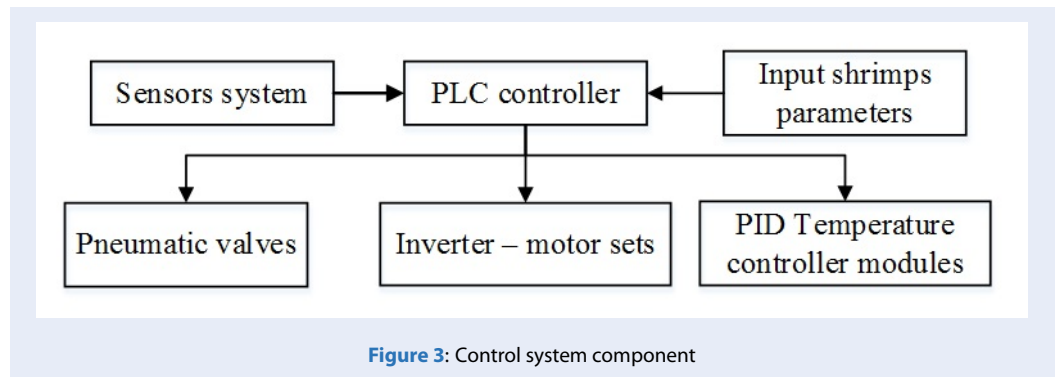 Sensors system
PLC controller
Input shrimps
parameters
Pneumatic valves
Inverter – motor sets
PID Temperature
controller modules
Figure 3: Control system component